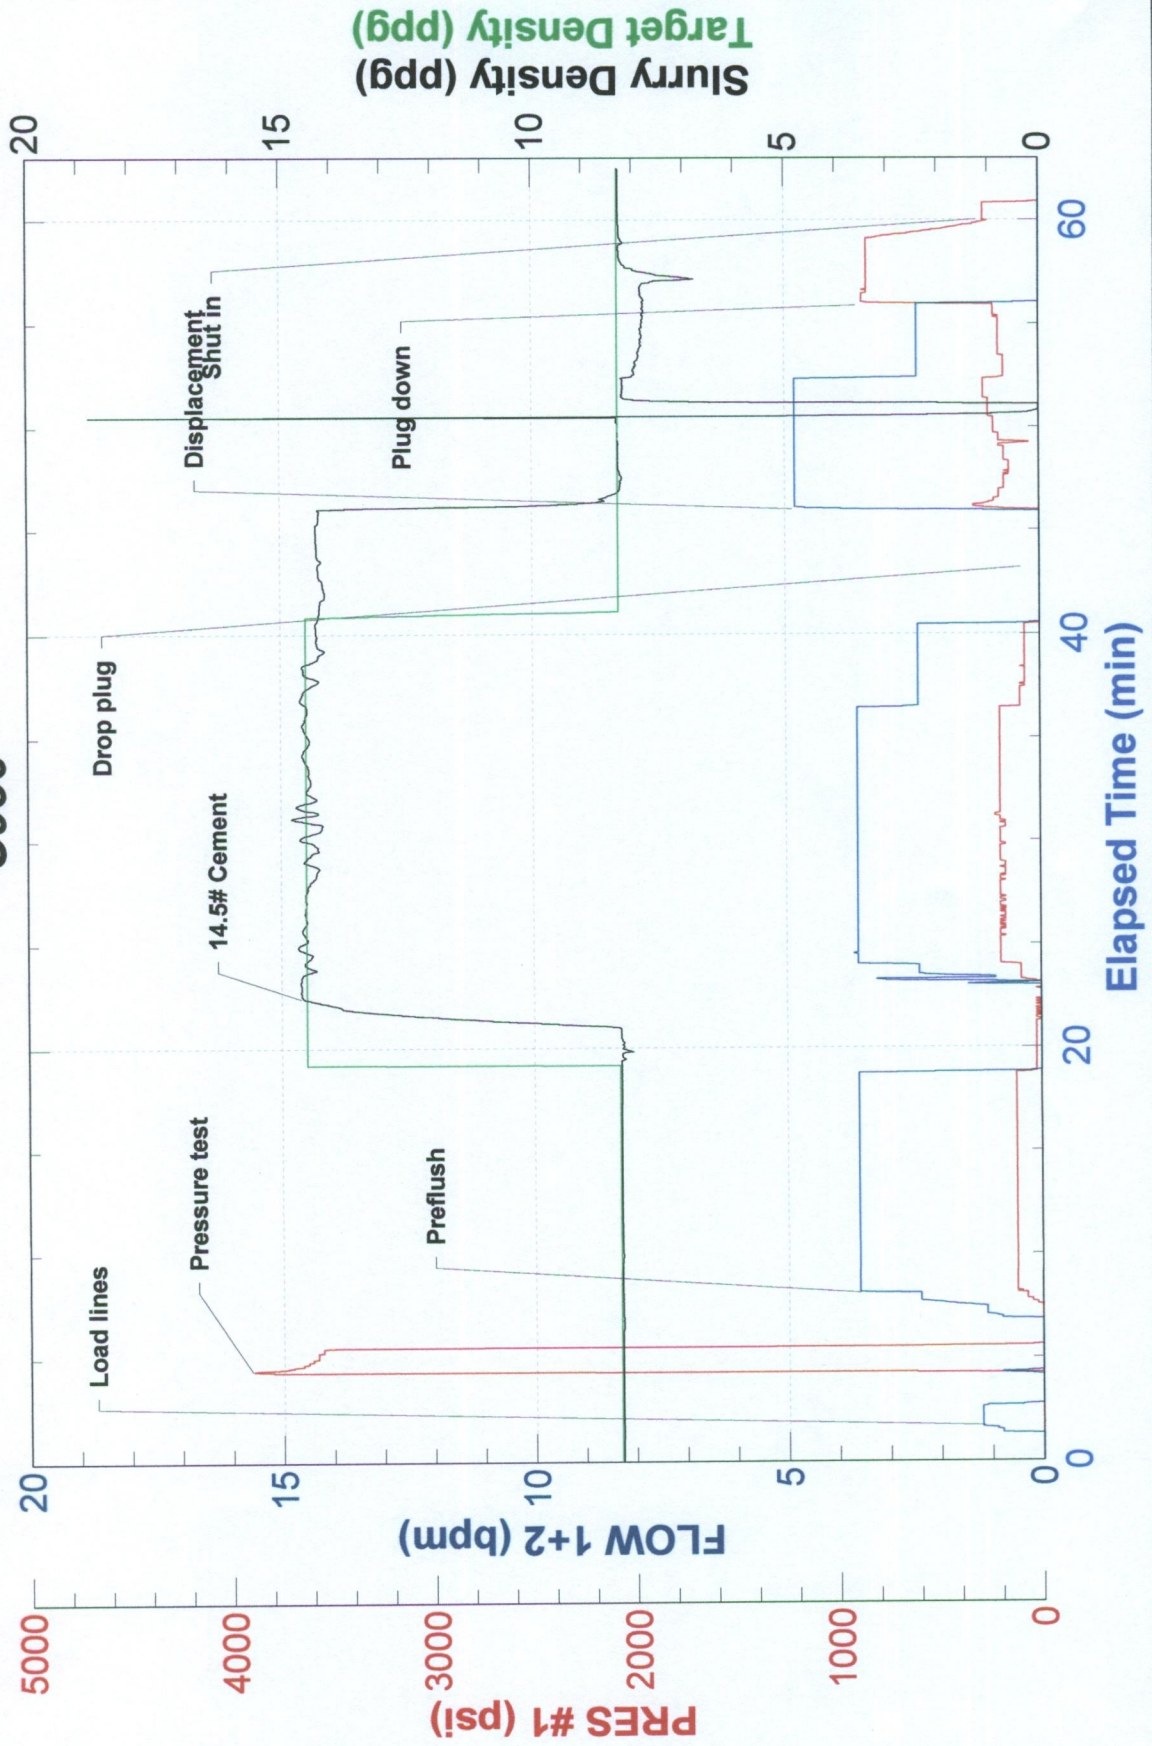 Load lines
Pressure test
Preflush
14.5# Cement
Drop plug
Displacement
Shut in
Plug down
PRES #1 (psi)
5000
4000
3000
2000
1000
0
FLOW 1+2 (bpm)
20
15
10
5
0
Elapsed Time (min)
0
20
40
60
20
15
10
5
0
Slurry Density (ppg)
Target Density (ppg)